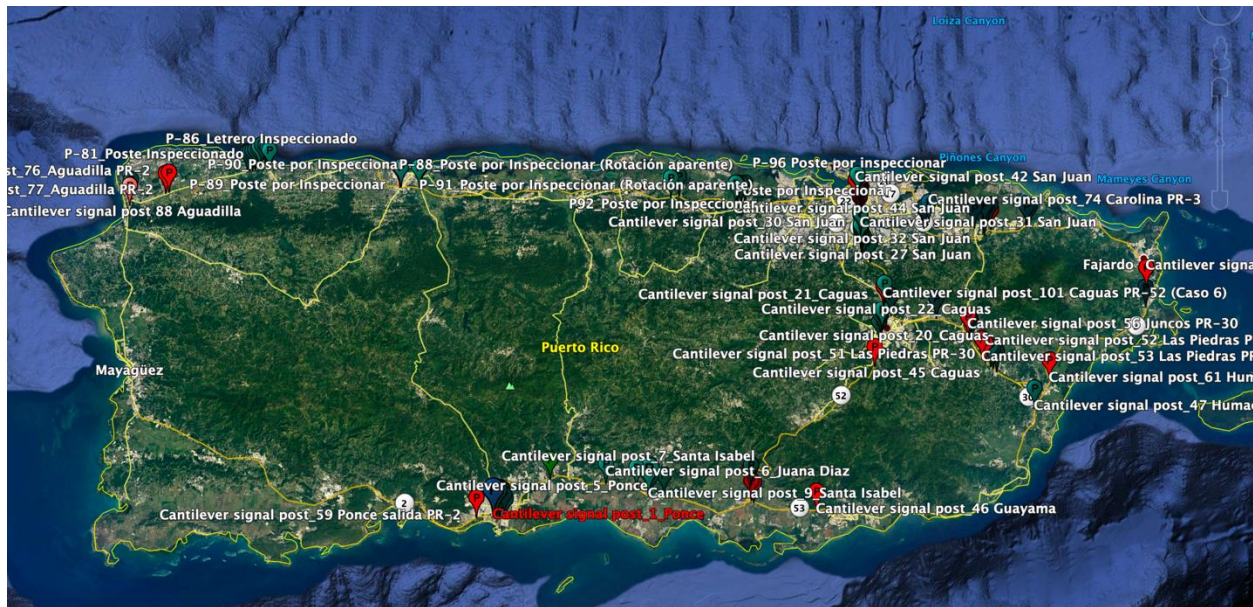 Loiza Canyon
P-86_Letrero Inspeccionado
P-81_Poste Inspeccionado
P-90_Poste por Inspecciona
P-88_Poste por Inspeccionar (Rotación aparente)
P-96 Poste por inspeccionar
Piñones Canyon
st_76_Aguadilla PR-2
Cantilever signal post_42 San Juan
Mameyes Canyon
st_77_Aguadilla PR-2
P-89_Poste por Inspeccionar
P-91_Poste por Inspeccionar (Rotación aparente)
Poste por Inspeccionar
22
17
Cantilever signal post_74 Carolina PR-3
P92_Poste por Inspeccionar
Cantilever signal post_44 San Juan
Cantilever signal post 88 Aguadilla
Cantilever signal post_30 San Juan
Cantilever signal post_31 San Juan
Cantilever signal post_32 San Juan
Cantilever signal post_27 San Juan
Fajardo
Cantilever signa
Cantilever signal post_21_Caguas
Cantilever signal post_101 Caguas PR-52 (Caso 6)
Cantilever signal post_22_Caguas
Cantilever signal post_56 Juncos PR-30
Cantilever signal post_20_Caguas
Cantilever signal post_52 Las Piedras P
Puerto Rico
Cantilever signal post_51 Las Piedras PR-30
Cantilever signal post_53 Las Piedras PR
Mayagüez
Cantilever signal post_45 Caguas
Cantilever signal post_61 Hum
52
30
Cantilever signal post_47 Humac
Cantilever signal post_7_Santa Isabel
Cantilever signal post_6_Juana Diaz
Cantilever signal post_5_Ponce
Cantilever signal post_9_Santa Isabel
2
53
Cantilever signal post_59 Ponce salida PR-2
Cantilever signal post_1_Ponce
Cantilever signal post_46 Guayama